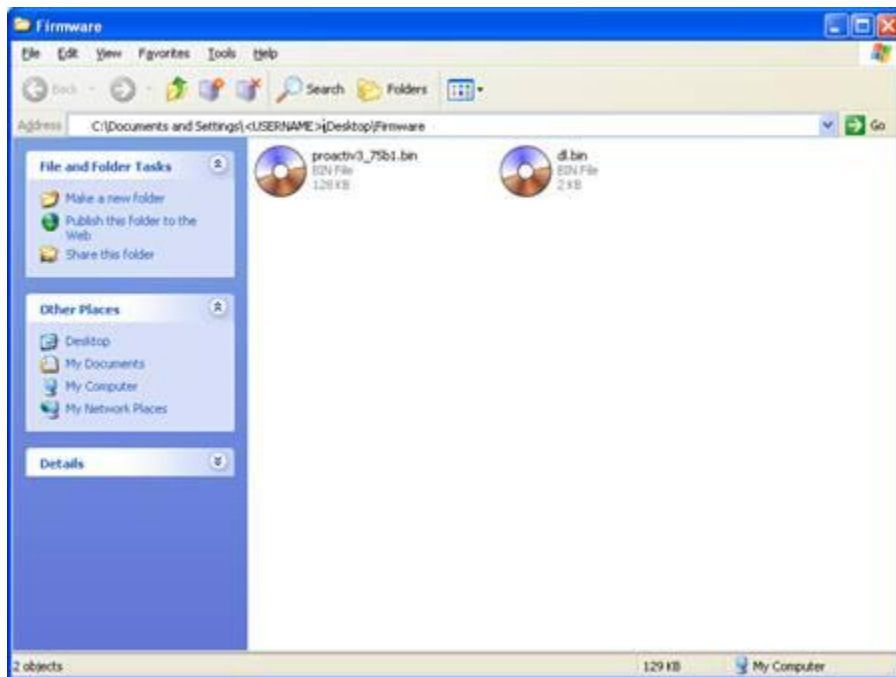 Firmware
File Edit View Favorites Tools Help
Back Search Folders
Address C:\Documents and Settings\<USERNAME>\Desktop\Firmware Go
File and Folder Tasks
Make a new folder
Publish this folder to the
Web
Share this folder
Other Places
Desktop
My Documents
My Computer
My Network Places
Details
proactiv3_75b1.bin
BIN File
128 KB
dl.bin
BIN File
2 KB
2 objects 129 KB My Computer